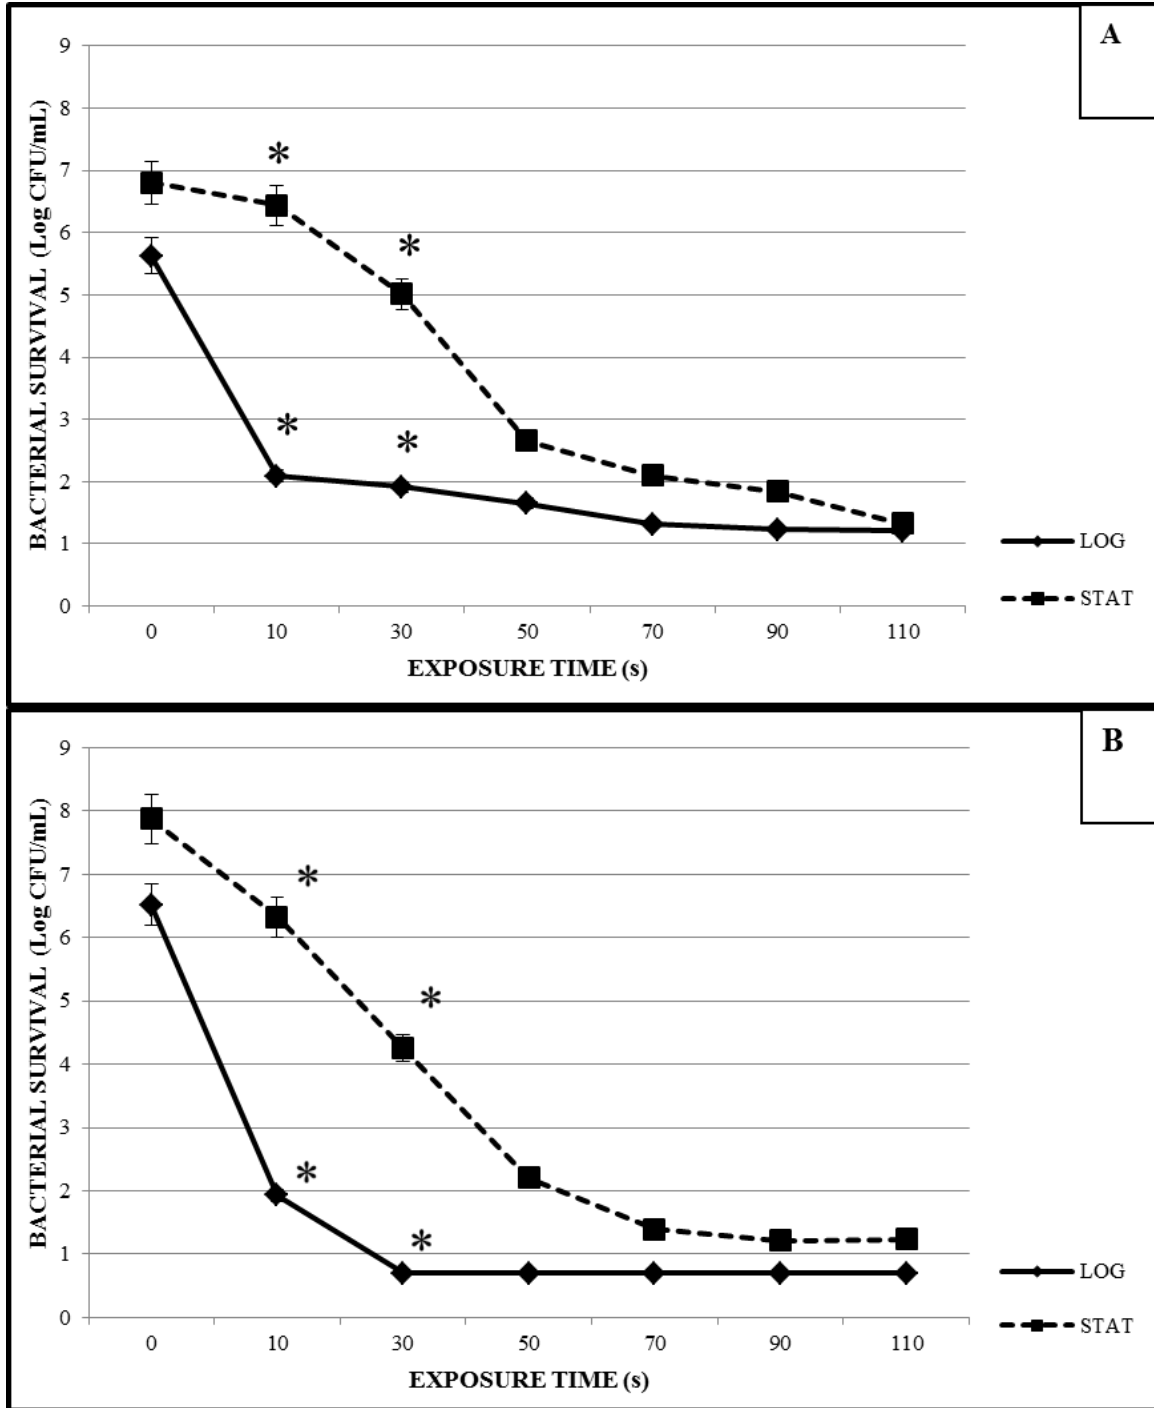 A
9
8
7
6
5
4
3
2
1
0
BACTERIAL SURVIVAL (Log CFU/mL)
*
*
*
*
0 10 30 50 70 90 110
EXPOSURE TIME (s)
LOG
STAT
B
9
8
7
6
5
4
3
2
1
0
BACTERIAL SURVIVAL (Log CFU/mL)
*
*
*
*
0 10 30 50 70 90 110
EXPOSURE TIME (s)
LOG
STAT